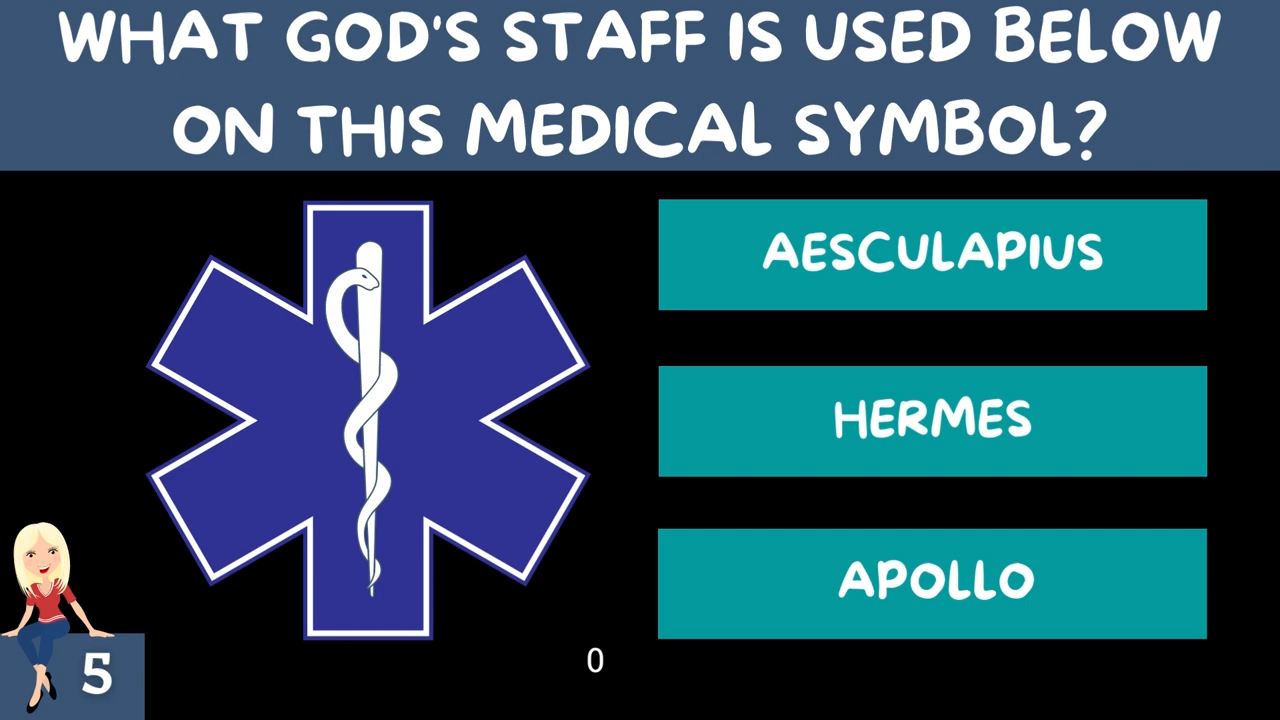 WHAT GOD'S STAFF IS USED BELOW
ON THIS MEDICAL SYMBOL?
AESCULAPIUS
HERMES
APOLLO
0
5